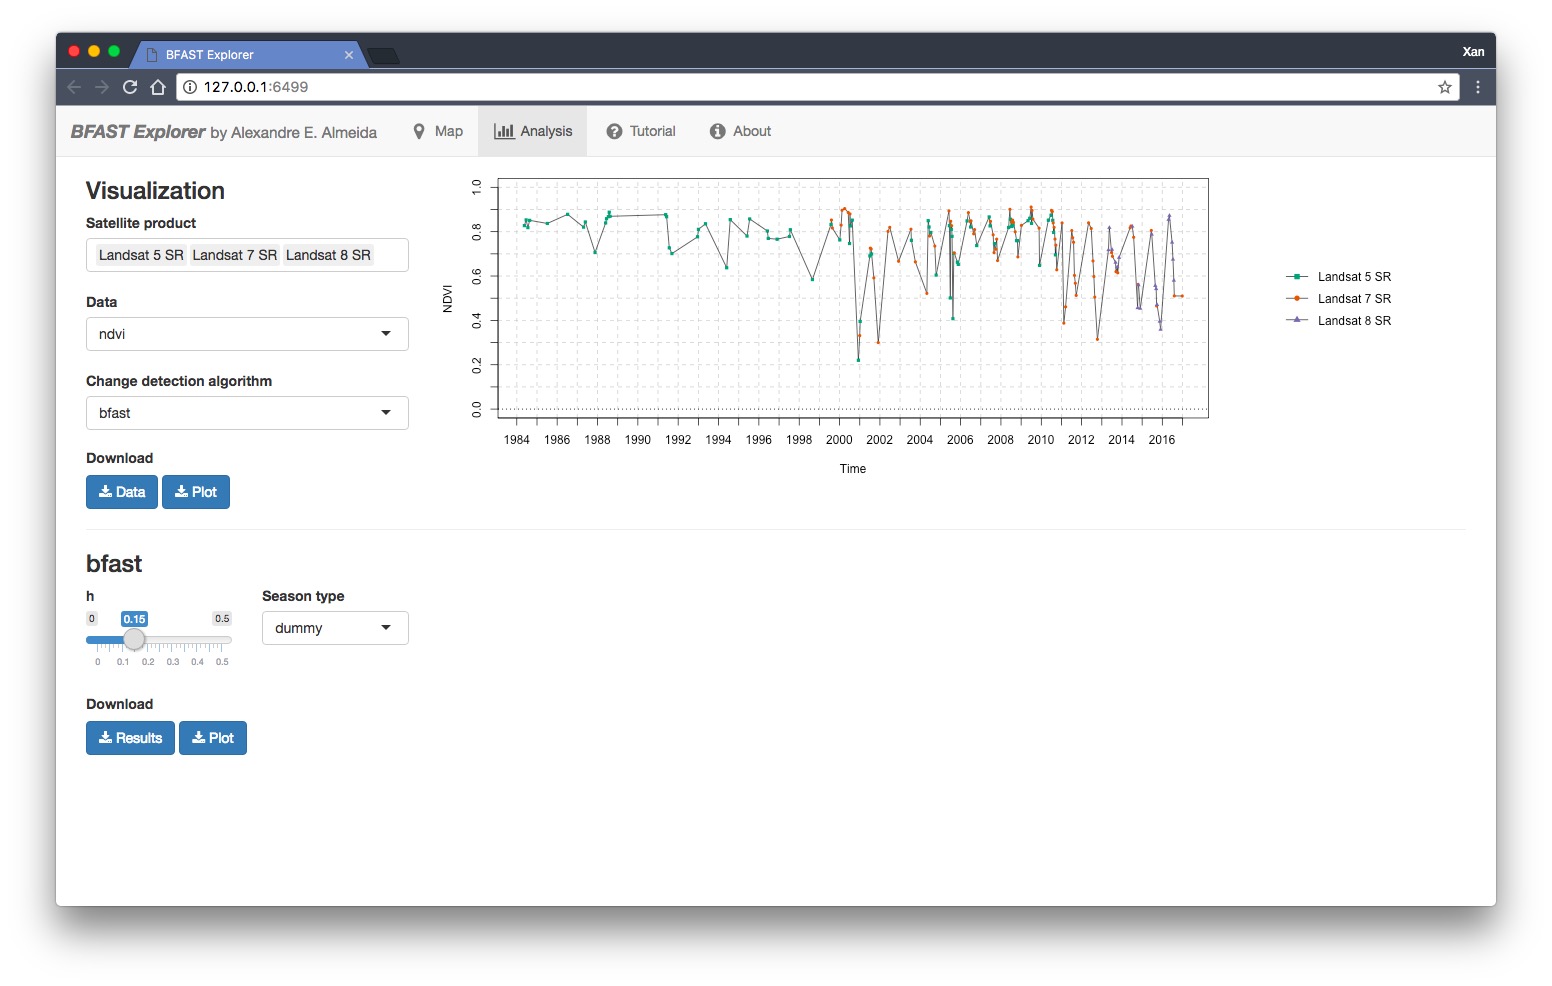 BFAST Explorer
Xan
127.0.0.1:6499
BFAST Explorer by Alexandre E. Almeida
Map
Analysis
Tutorial
About
Visualization
Satellite product
Landsat 5 SR Landsat 7 SR Landsat 8 SR
Data
ndvi
Change detection algorithm
bfast
Download
Data
Plot
1.0
0.8
0.6
0.4
0.2
0.0
NDVI
1984 1986 1988 1990 1992 1994 1996 1998 2000 2002 2004 2006 2008 2010 2012 2014 2016
Time
Landsat 5 SR
Landsat 7 SR
Landsat 8 SR
bfast
h
0 0.15 0.5
0 0.1 0.2 0.3 0.4 0.5
Season type
dummy
Download
Results
Plot